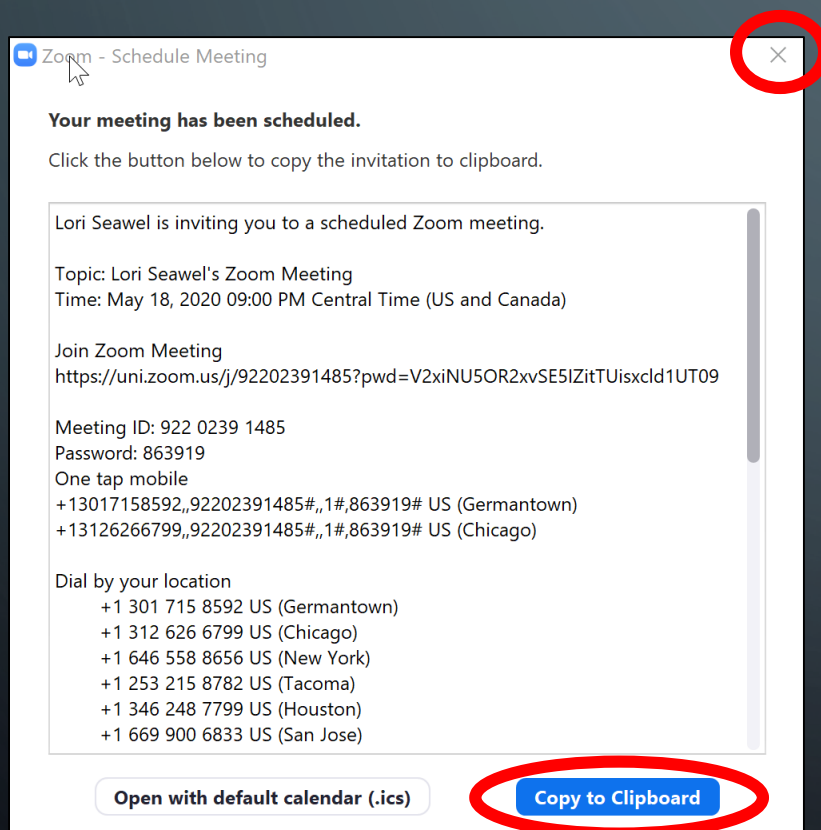 Zoom - Schedule Meeting
Your meeting has been scheduled.
Click the button below to copy the invitation to clipboard.
Lori Seawel is inviting you to a scheduled Zoom meeting.
Topic: Lori Seawel's Zoom Meeting
Time: May 18, 2020 09:00 PM Central Time (US and Canada)
Join Zoom Meeting
https://uni.zoom.us/j/92202391485?pwd=V2xiNU5OR2xvSE5IZitTUisxcld1UT09
Meeting ID: 922 0239 1485
Password: 863919
One tap mobile
+13017158592,,92202391485#,,1#,863919# US (Germantown)
+13126266799,,92202391485#,,1#,863919# US (Chicago)
Dial by your location
+1 301 715 8592 US (Germantown)
+1 312 626 6799 US (Chicago)
+1 646 558 8656 US (New York)
+1 253 215 8782 US (Tacoma)
+1 346 248 7799 US (Houston)
+1 669 900 6833 US (San Jose)
Open with default calendar (.ics) Copy to Clipboard